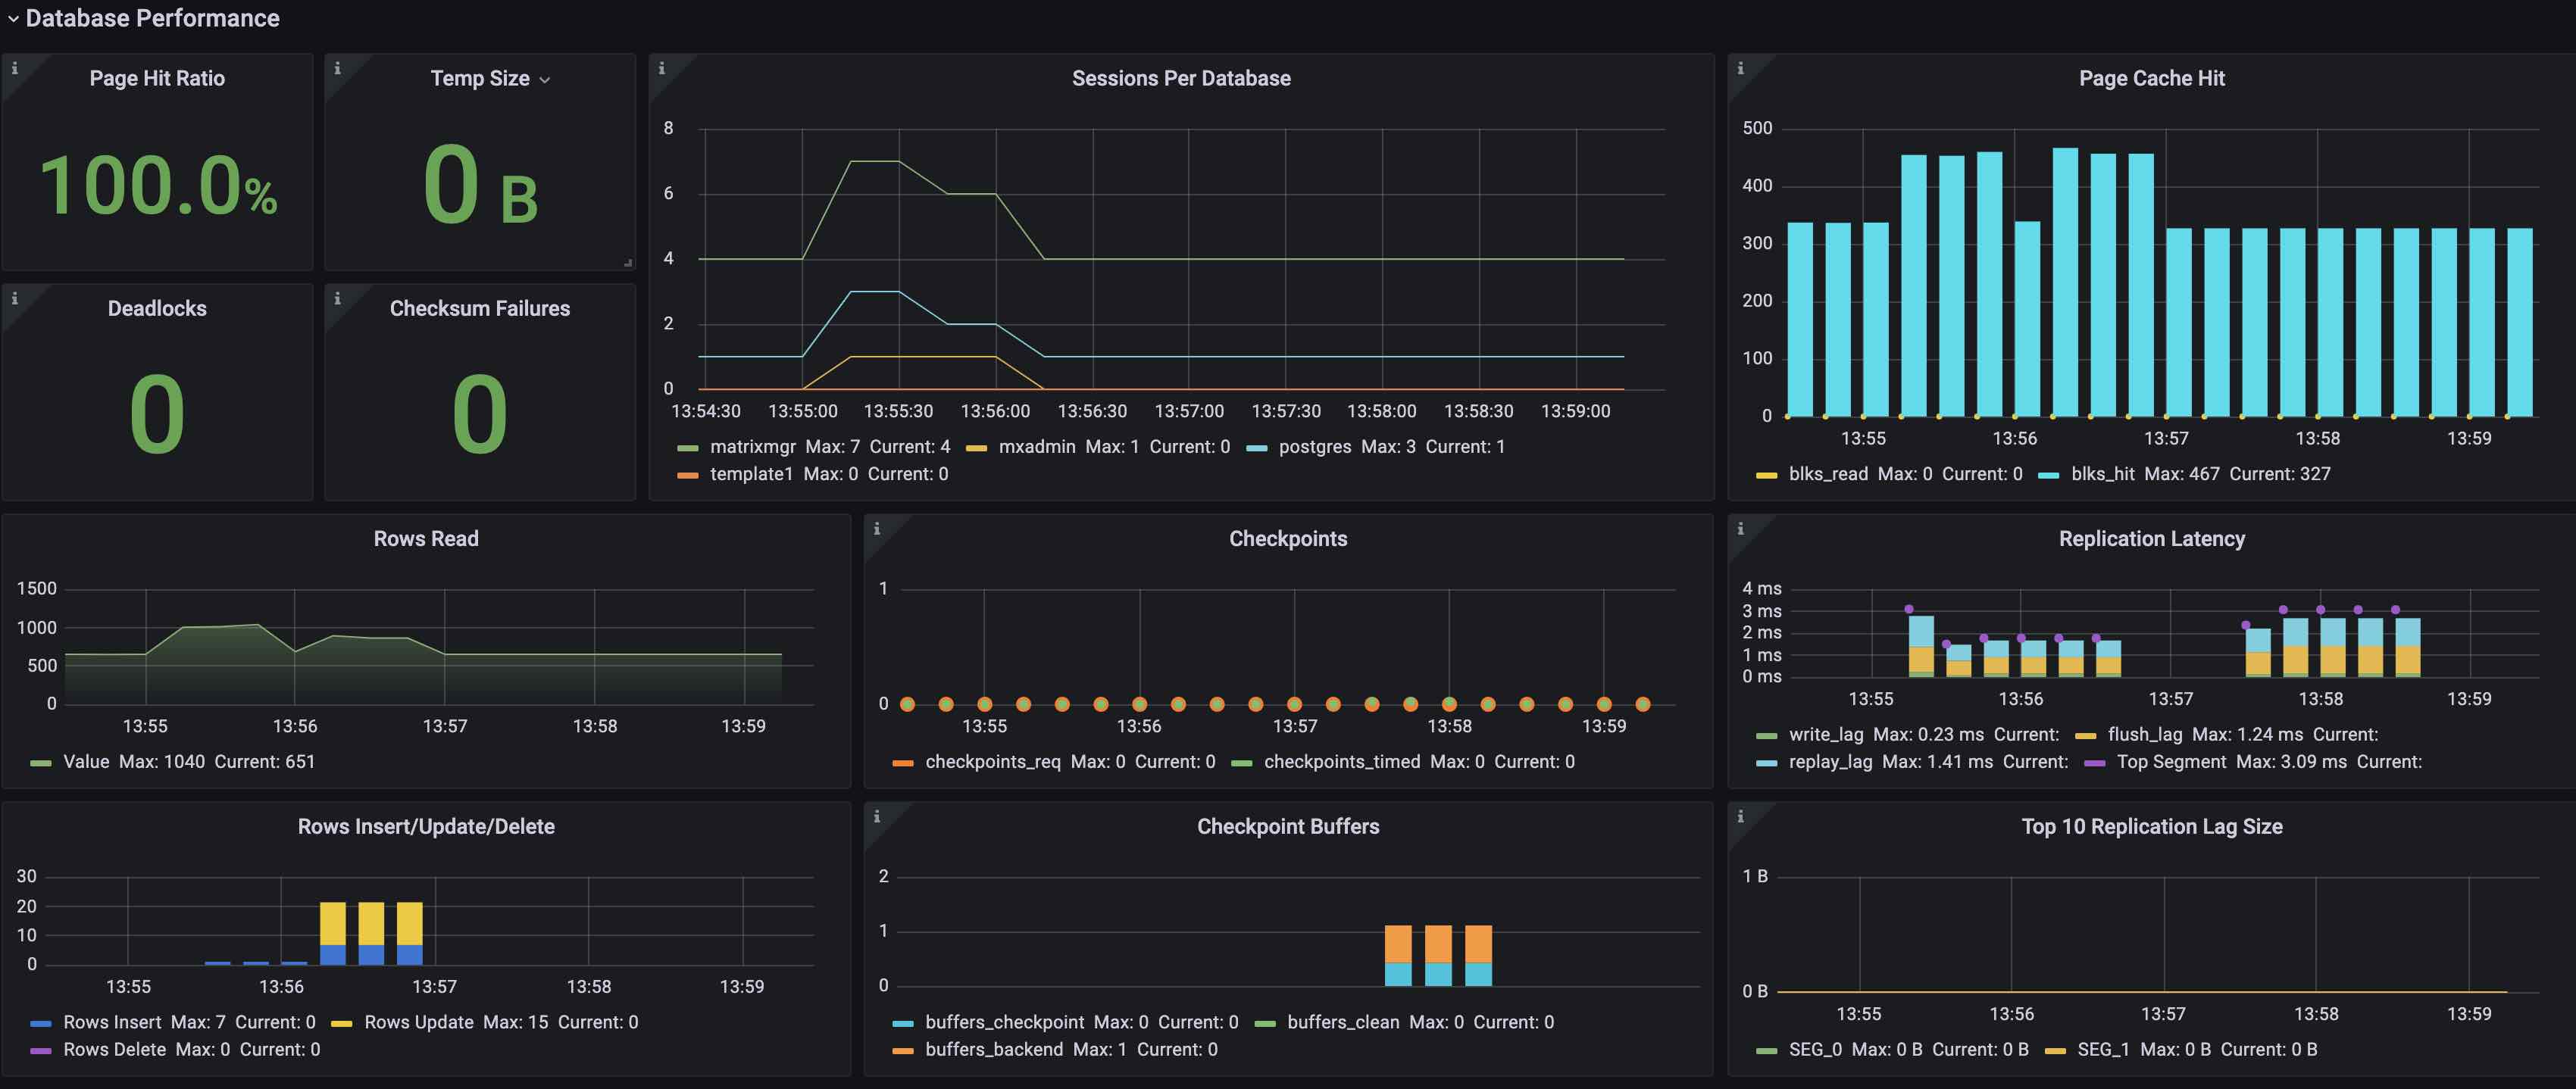 Database Performance
Page Hit Ratio
100.0%
Temp Size
0 B
Deadlocks
0
Checksum Failures
0
Sessions Per Database
8
6
4
2
0
13:54:30 13:55:00 13:55:30 13:56:00 13:56:30 13:57:00 13:57:30 13:58:00 13:58:30 13:59:00
matrixmgr Max: 7 Current: 4 mxadmin Max: 1 Current: 0 postgres Max: 3 Current: 1
template1 Max: 0 Current: 0
Page Cache Hit
500
400
300
200
100
0
13:55 13:56 13:57 13:58 13:59
blks_read Max: 0 Current: 0 blks_hit Max: 467 Current: 327
Rows Read
1500
1000
500
0
13:55 13:56 13:57 13:58 13:59
Value Max: 1040 Current: 651
Checkpoints
1
0
13:55 13:56 13:57 13:58 13:59
checkpoints_req Max: 0 Current: 0 checkpoints_timed Max: 0 Current: 0
Replication Latency
4 ms
3 ms
2 ms
1 ms
0 ms
13:55 13:56 13:57 13:58 13:59
write_lag Max: 0.23 ms Current: flush_lag Max: 1.24 ms Current:
replay_lag Max: 1.41 ms Current: Top Segment Max: 3.09 ms Current:
Rows Insert/Update/Delete
30
20
10
0
13:55 13:56 13:57 13:58 13:59
Rows Insert Max: 7 Current: 0 Rows Update Max: 15 Current: 0
Rows Delete Max: 0 Current: 0
Checkpoint Buffers
2
1
0
buffers_checkpoint Max: 0 Current: 0 buffers_clean Max: 0 Current: 0
buffers_backend Max: 1 Current: 0
Top 10 Replication Lag Size
1 B
0 B
13:55 13:56 13:57 13:58 13:59
SEG_0 Max: 0 B Current: 0 B SEG_1 Max: 0 B Current: 0 B